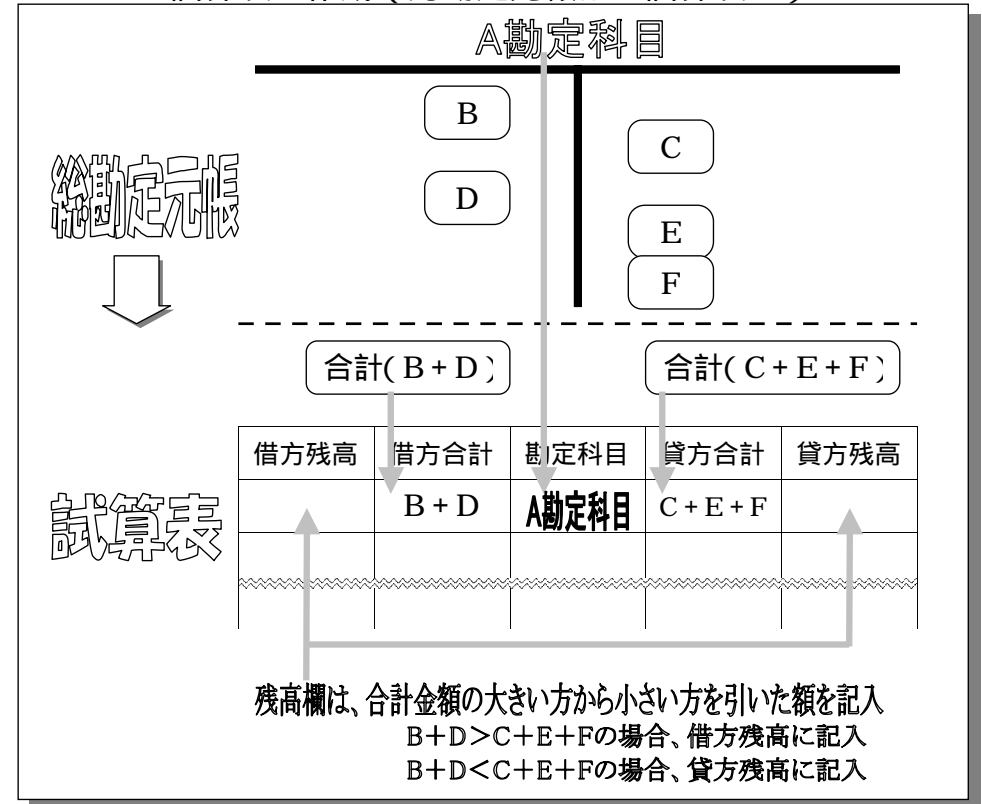 A勘定科目
B
C
総勘定元帳
D
E
F
合計(B+D)
合計(C+E+F)
借方残高 借方合計 勘定科目 貸方合計 貸方残高
試算表
B+D A勘定科目 C+E+F
残高欄は、合計金額の大きい方から小さい方を引いた額を記入
B+D>C+E+Fの場合、借方残高に記入
B+D<C+E+Fの場合、貸方残高に記入